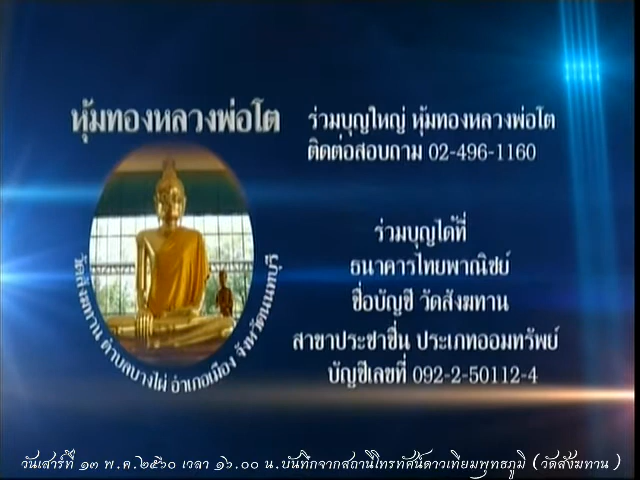 หุ้มทองหลวงพ่อโต
ร่วมบุญใหญ่ หุ้มทองหลวงพ่อโต
ติดต่อสอบถาม 02-496-1160
ร่วมบุญได้ที่
ธนาคารไทยพาณิชย์
ชื่อบัญชี วัดสังฆทาน
สาขาประชาชื่น ประเภทออมทรัพย์
บัญชีเลขที่ 092-2-50112-4
วัดสังฆทาน ตำบลบางไผ่ อำเภอเมือง จังหวัดนนทบุรี
วันเสาร์ที่ ๑๓ พ.ค.๒๕๖๐ เวลา ๑๖.๐๐ น.บันทึกจากสถานีโทรทัศน์ดาวเทียมพุทธภูมิ (วัดสังฆทาน)